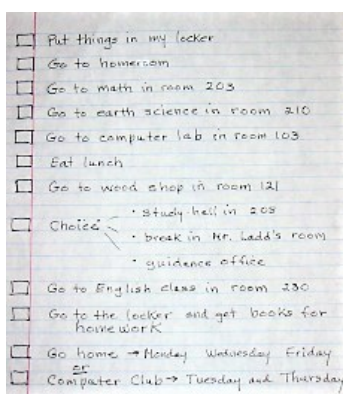 Put things in my locker
Go to homeroom
Go to math in room 203
Go to earth science in room 210
Go to computer lab in room 103
Eat lunch
Go to wood shop in room 121
Choice
• study hall in 203
• break in Mr. Ladd's room
• guidance office
Go to English class in room 230
Go to the locker and get books for
homework
Go home → Monday Wednesday Friday
or
Computer Club → Tuesday and Thursday